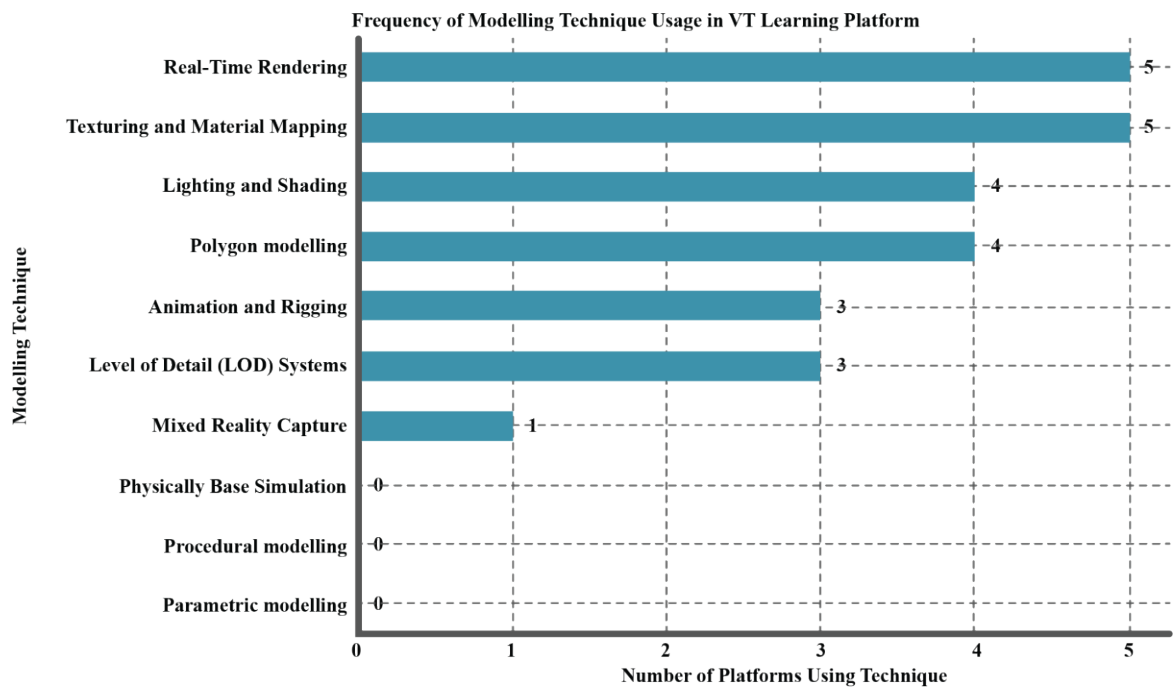 Frequency of Modelling Technique Usage in VT Learning Platform
Modelling Technique
Real-Time Rendering 5
Texturing and Material Mapping 5
Lighting and Shading 4
Polygon modelling 4
Animation and Rigging 3
Level of Detail (LOD) Systems 3
Mixed Reality Capture 1
Physically Base Simulation 0
Procedural modelling 0
Parametric modelling 0
0 1 2 3 4 5
Number of Platforms Using Technique